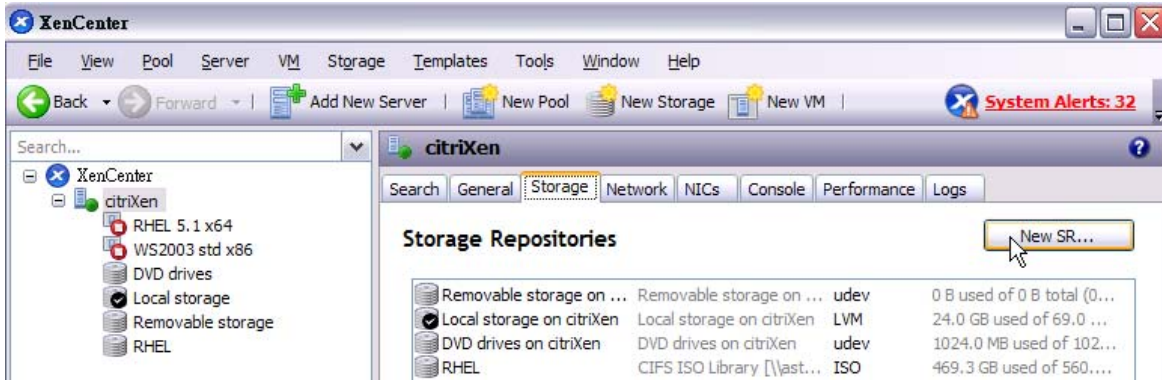 XenCenter
File View Pool Server VM Storage Templates Tools Window Help
Back Forward Add New Server New Pool New Storage New VM System Alerts: 32
Search... citriXen
XenCenter
citriXen
RHEL 5.1 x64
WS2003 std x86
DVD drives
Local storage
Removable storage
RHEL
Search General Storage Network NICs Console Performance Logs
Storage Repositories New SR...
Removable storage on ... Removable storage on ... udev 0 B used of 0 B total (0...
Local storage on citriXen Local storage on citriXen LVM 24.0 GB used of 69.0 ...
DVD drives on citriXen DVD drives on citriXen udev 1024.0 MB used of 102...
RHEL CIFS ISO Library [\\ast... ISO 469.3 GB used of 560....